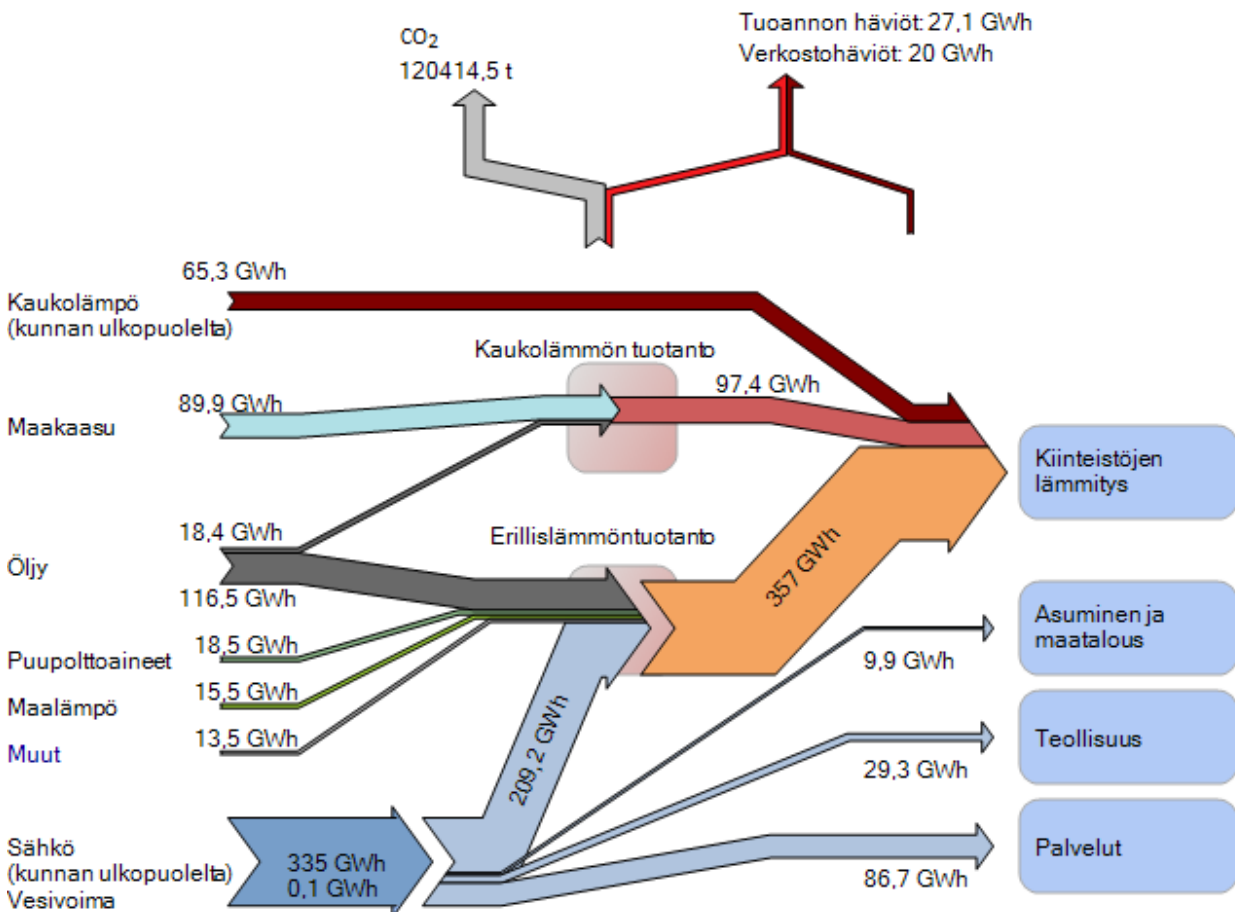 CO2
120414,5 t
Tuoannon häviöt: 27,1 GWh
Verkostohäviöt: 20 GWh
65,3 GWh
Kaukolämpö
(kunnan ulkopuolelta)
Kaukolämmön tuotanto
97,4 GWh
89,9 GWh
Maakaasu
Kiinteistöjen
lämmitys
18,4 GWh
Erillislämmöntuotanto
Öljy
116,5 GWh
357 GWh
Asuminen ja
maatalous
18,5 GWh
Puupolttoaineet
9,9 GWh
15,5 GWh
Maalämpö
13,5 GWh
Muut
209,2 GWh
Teollisuus
29,3 GWh
Sähkö
(kunnan ulkopuolelta)
Vesivoima
335 GWh
0,1 GWh
Palvelut
86,7 GWh